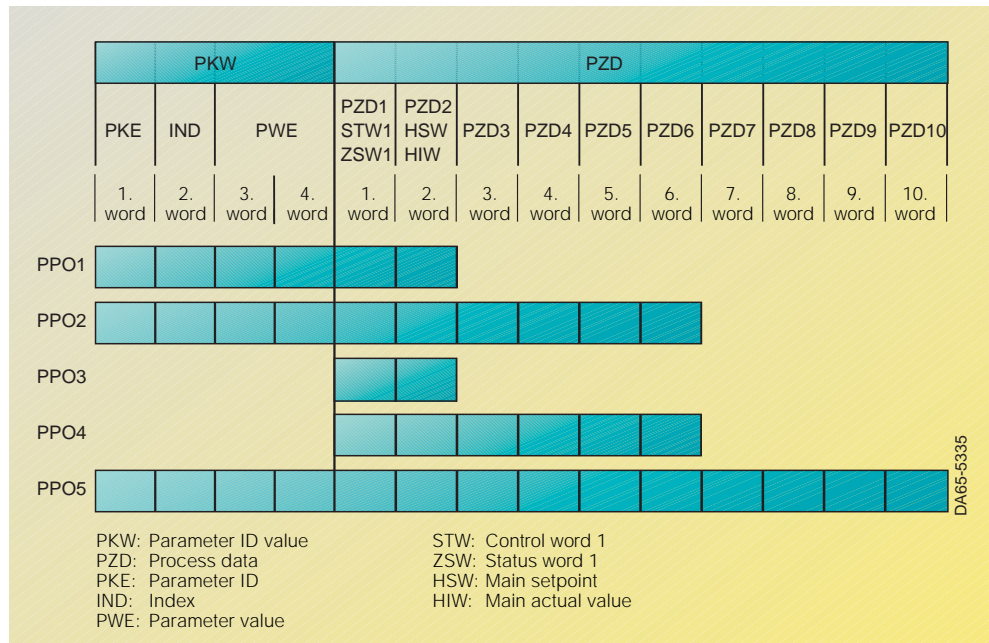 PKW PZD
PKE IND PWE PZD1 STW1 ZSW1 PZD2 HSW HIW PZD3 PZD4 PZD5 PZD6 PZD7 PZD8 PZD9 PZD10
1. word 2. word 3. word 4. word 1. word 2. word 3. word 4. word 5. word 6. word 7. word 8. word 9. word 10. word
PPO1
PPO2
PPO3
PPO4
PPO5
DA65-5335
PKW: Parameter ID value
PZD: Process data
PKE: Parameter ID
IND: Index
PWE: Parameter value
STW: Control word 1
ZSW: Status word 1
HSW: Main setpoint
HIW: Main actual value